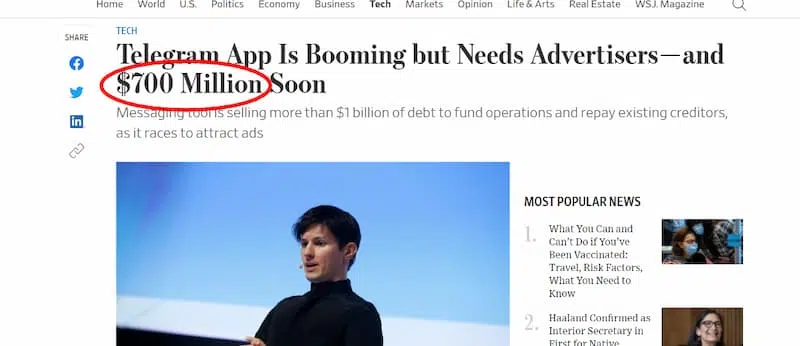 Home World U.S. Politics Economy Business Tech Markets Opinion Life & Arts Real Estate WSJ. Magazine
SHARE
TECH
Telegram App Is Booming but Needs Advertisers—and
$700 Million Soon
Messaging tool is selling more than $1 billion of debt to fund operations and repay existing creditors,
as it races to attract ads
MOST POPULAR NEWS
1. What You Can and
Can't Do if You've
Been Vaccinated:
Travel, Risk Factors,
What You Need to
Know
2. Haaland Confirmed as
Interior Secretary in
First for Native